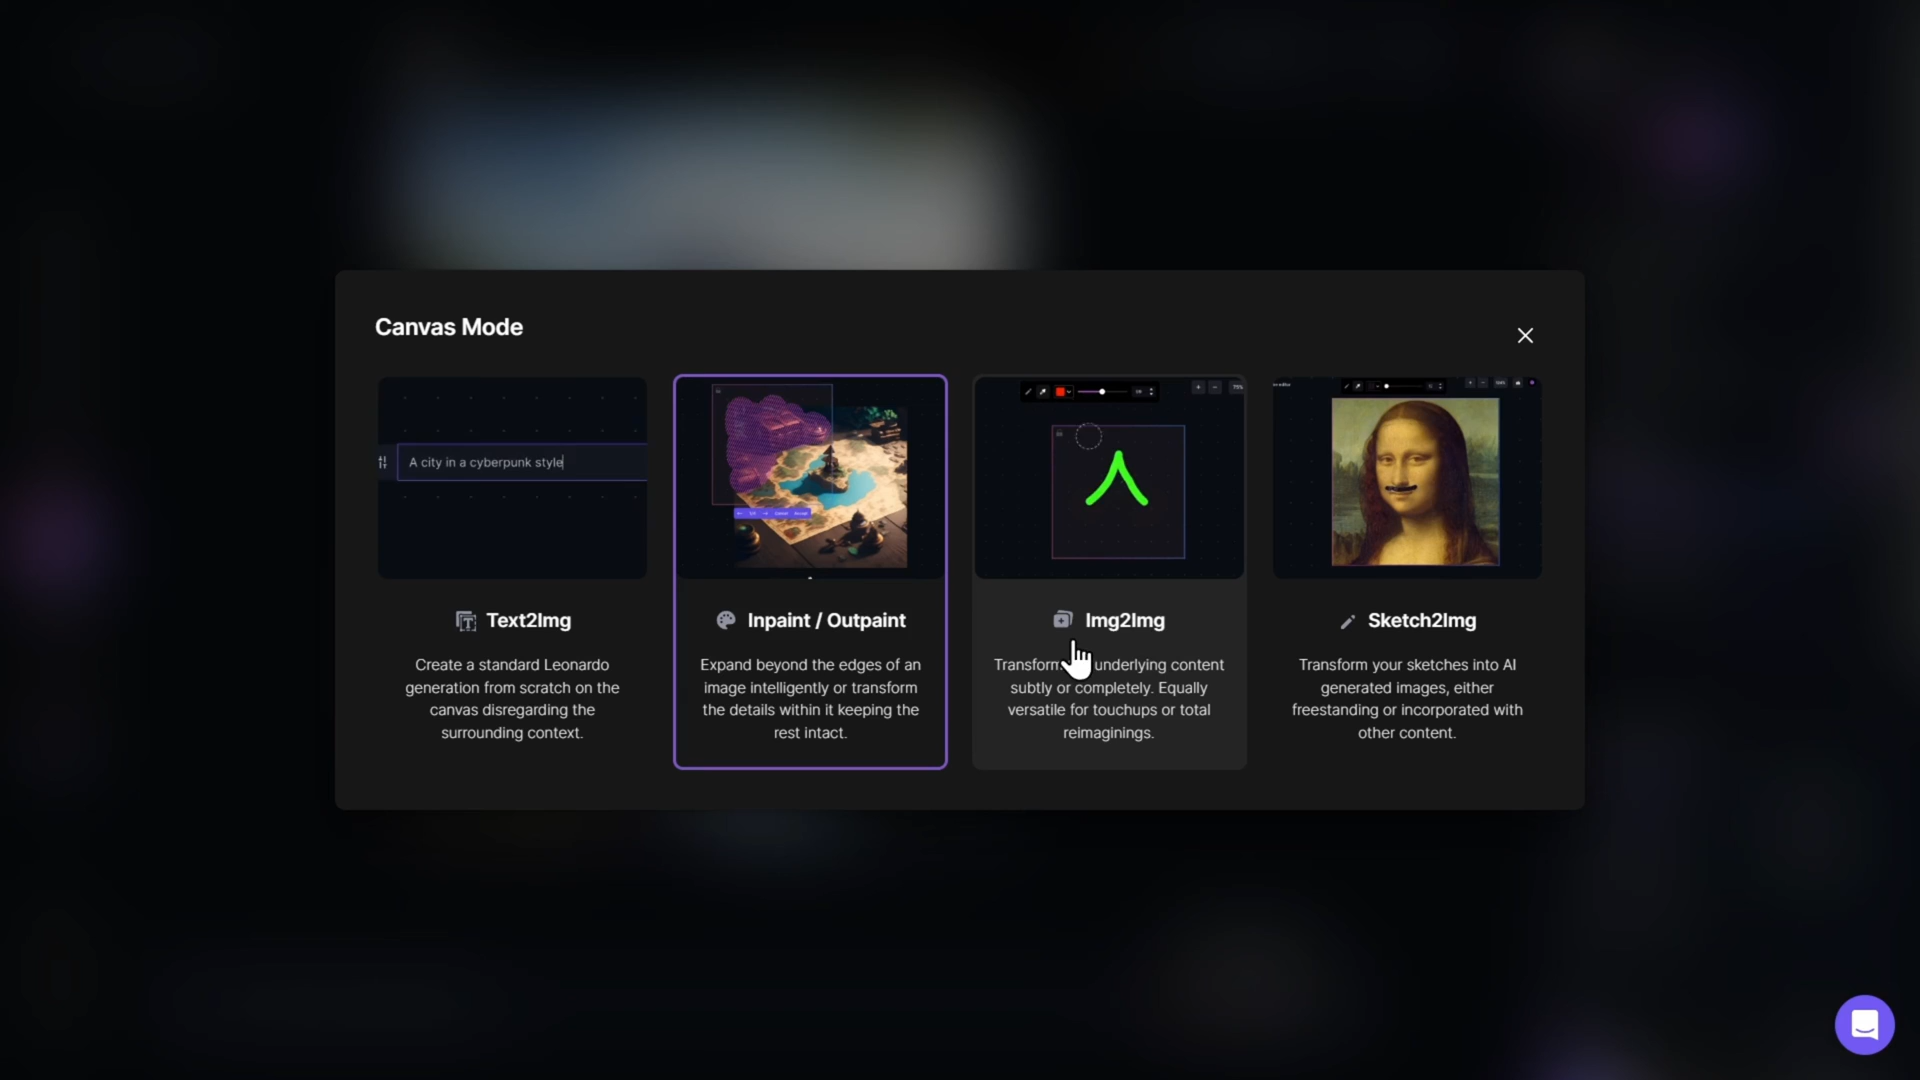 Canvas Mode
A city in a cyberpunk style
75%
Text2Img
Create a standard Leonardo
generation from scratch on the
canvas disregarding the
surrounding context.
Inpaint / Outpaint
Expand beyond the edges of an
image intelligently or transform
the details within it keeping the
rest intact.
Img2Img
Transform underlying content
subtly or completely. Equally
versatile for touchups or total
reimaginings.
Sketch2Img
Transform your sketches into AI
generated images, either
freestanding or incorporated with
other content.